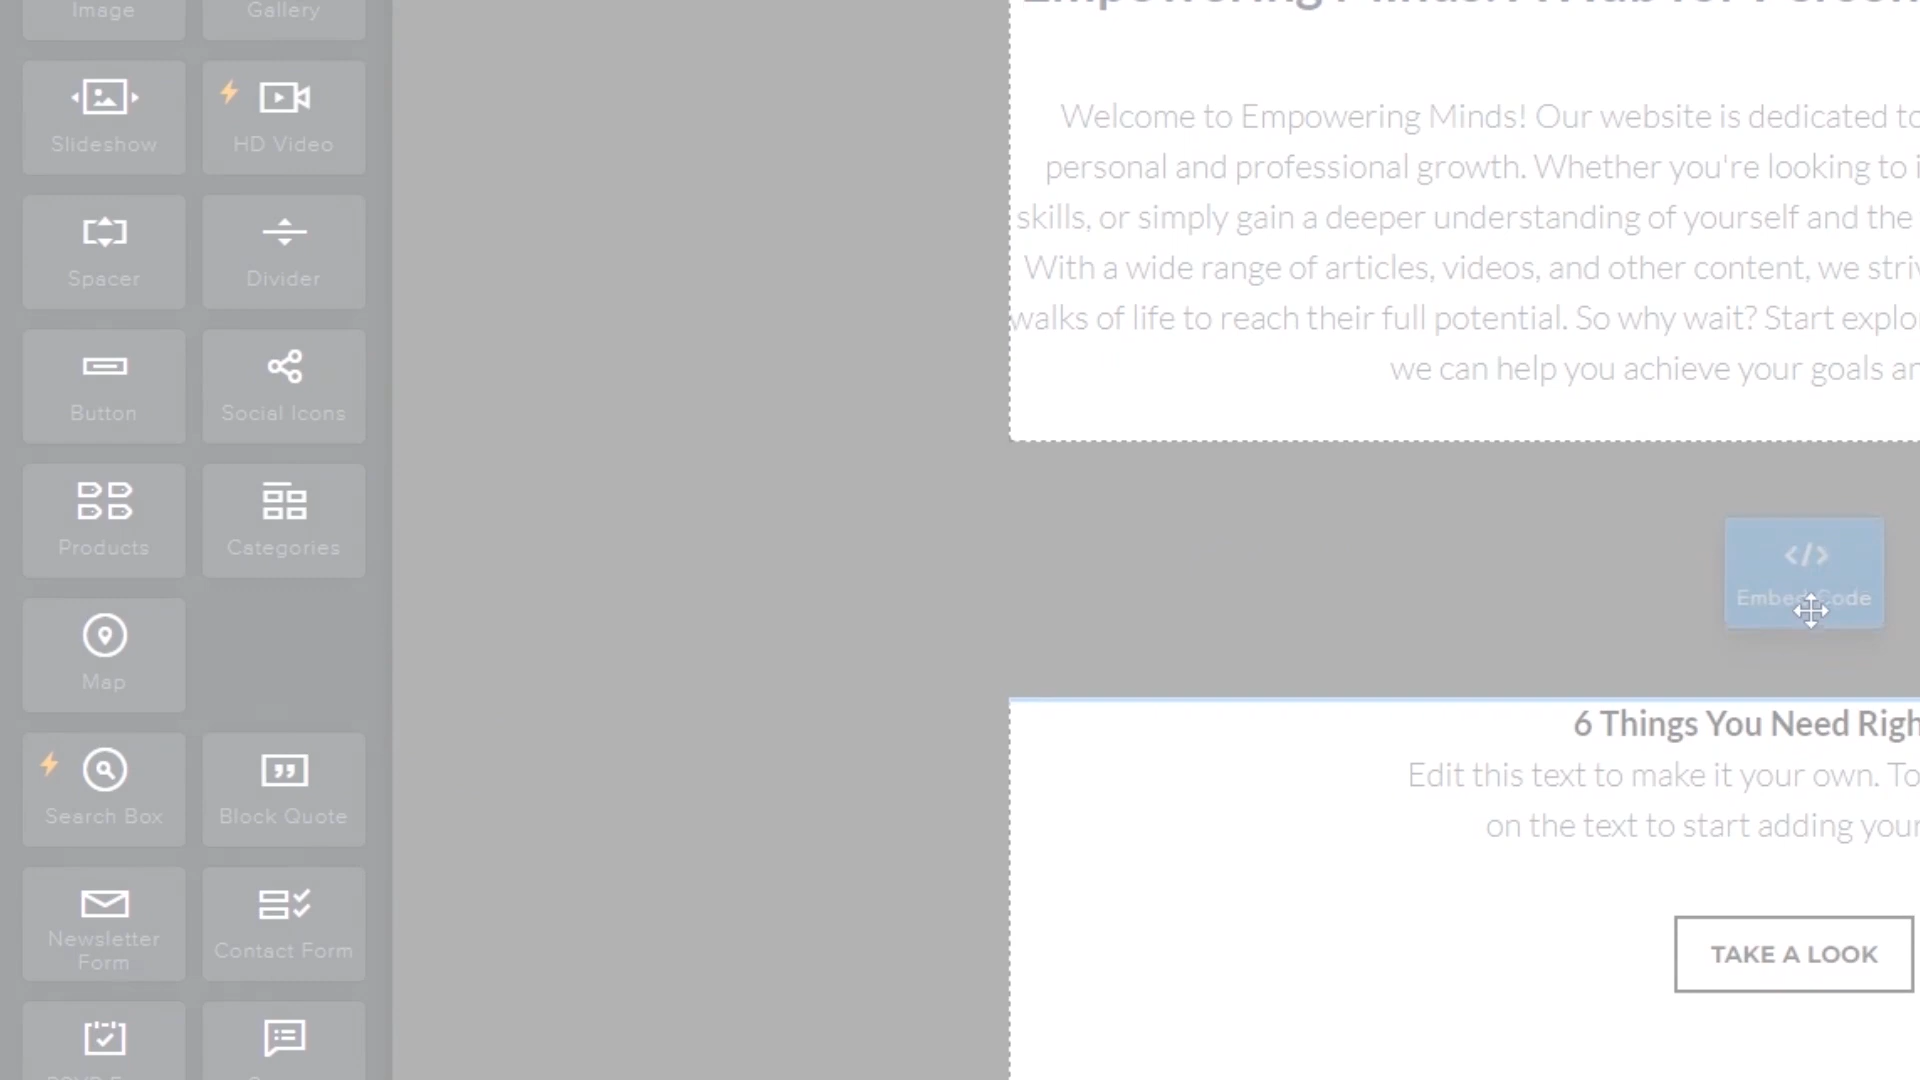 Image
Gallery
Slideshow
HD Video
Spacer
Divider
Button
Social Icons
Products
Categories
Map
Search Box
Block Quote
Newsletter
Form
Contact Form
Empowering
Welcome to Empowering Minds! Our website is dedicated to
personal and professional growth. Whether you're looking to
skills, or simply gain a deeper understanding of yourself and the
With a wide range of articles, videos, and other content, we
walks of life to reach their full potential. So why wait? Start
we can help you achieve your goals
</> Embed Code
6 Things You Need
Edit this text to make it your own. To
on the text to start adding your
TAKE A LOOK